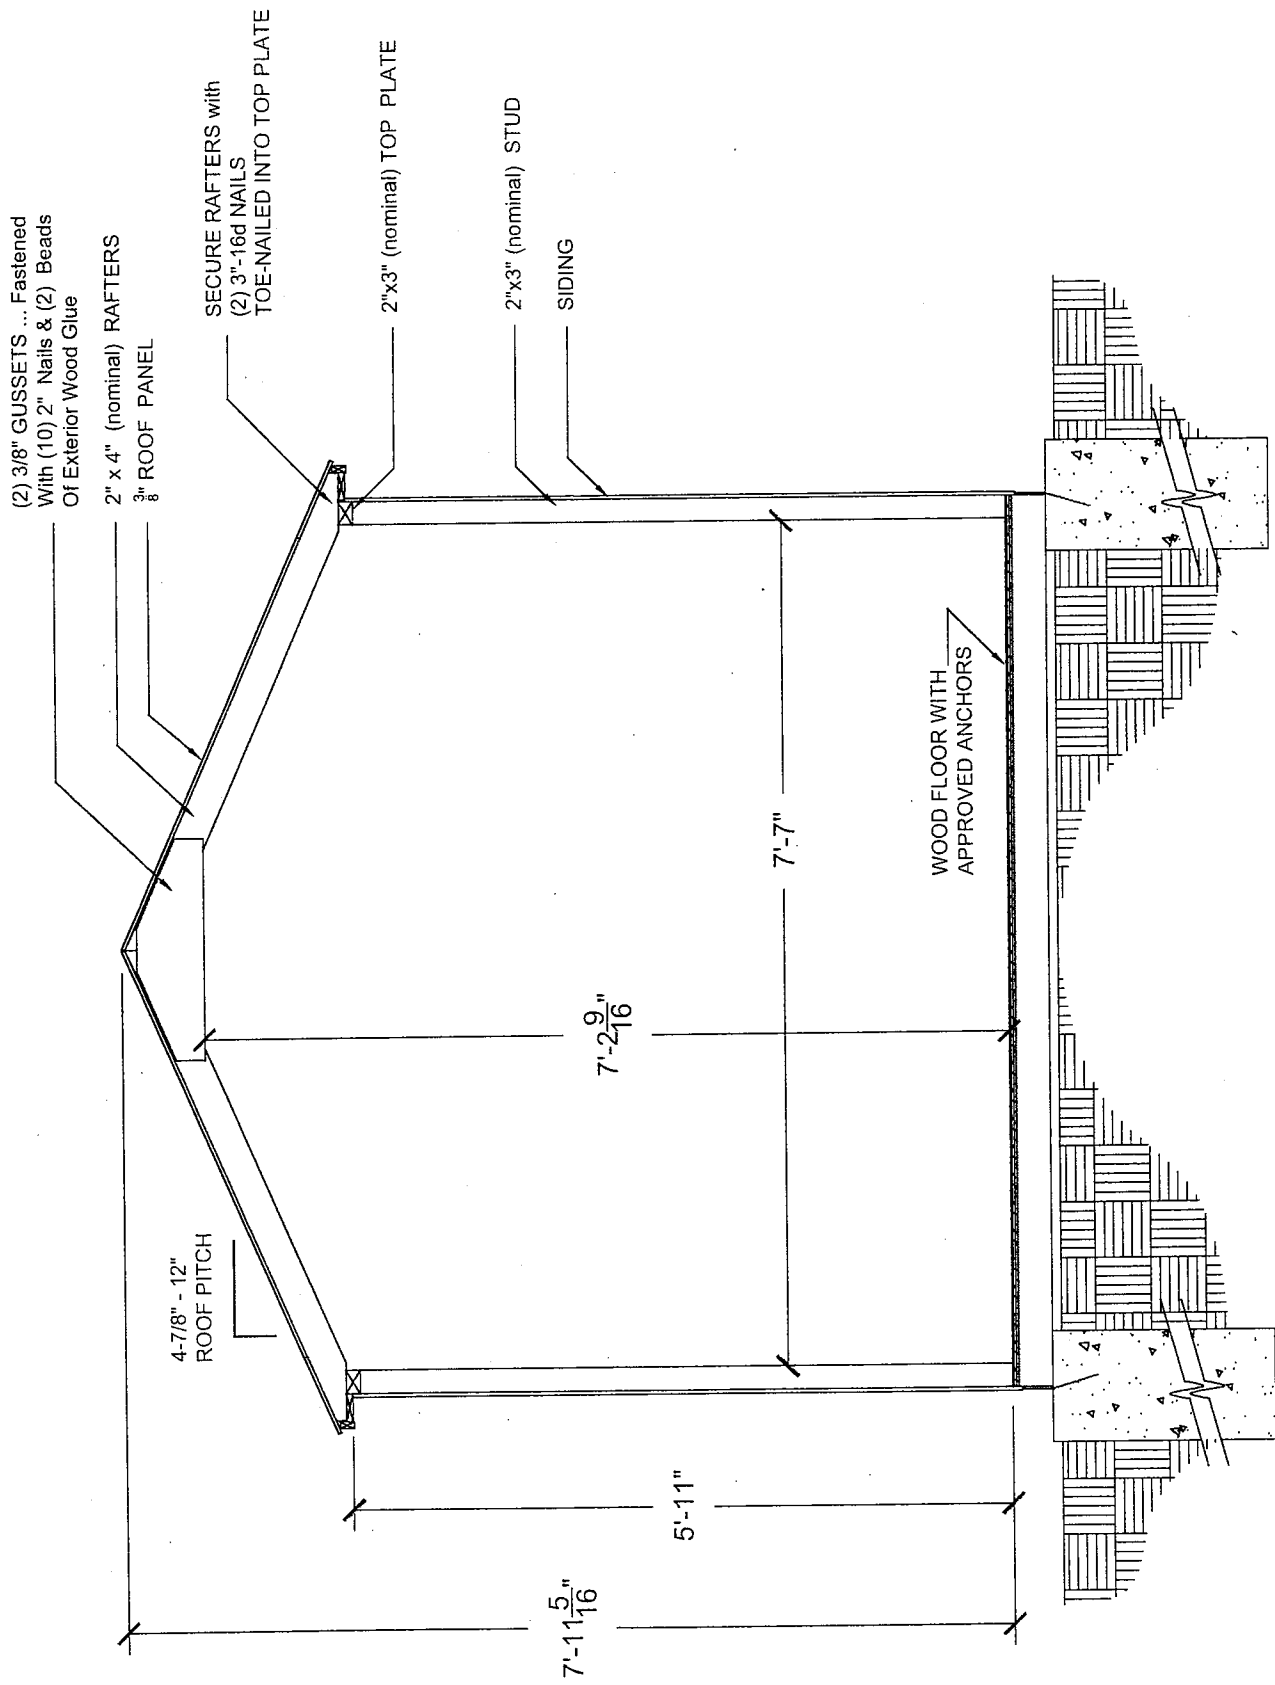 (2) 3/8" GUSSETS ... Fastened
With (10) 2" Nails & (2) Beads
Of Exterior Wood Glue
2" x 4" (nominal) RAFTERS
3/8" ROOF PANEL
SECURE RAFTERS with
(2) 3"-16d NAILS
TOE-NAILED INTO TOP PLATE
2"x3" (nominal) TOP PLATE
2"x3" (nominal) STUD
SIDING
4-7/8" - 12"
ROOF PITCH
7'-2 9/16"
7'-7"
WOOD FLOOR WITH
APPROVED ANCHORS
5'-11"
7'-11 5/16"